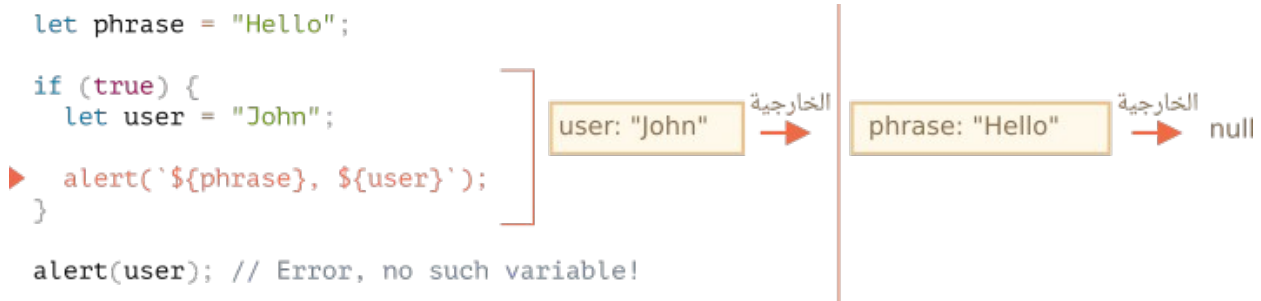 let phrase = "Hello";
if (true) {
  let user = "John";
  alert(`${phrase}, ${user}`);
}
alert(user); // Error, no such variable!
الخارجية
user: "John"
الخارجية
phrase: "Hello"
null